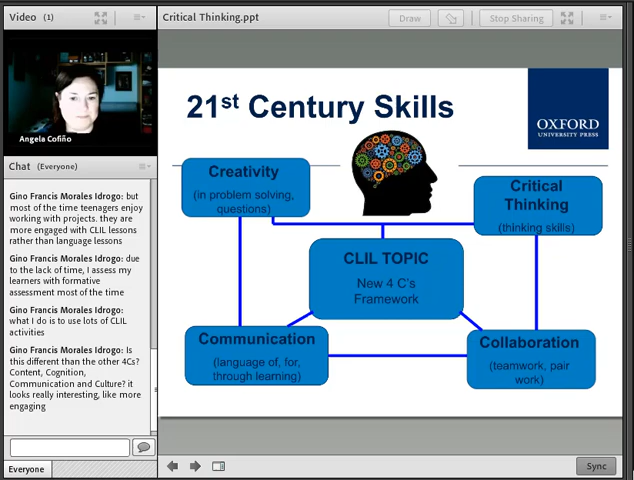 Video (1)
Angela Cofiño
Chat (Everyone)
Gino Francis Morales Idrogo: but
most of the time teenagers enjoy
working with projects. they are
more engaged with CLIL lessons
rather than language lessons
Gino Francis Morales Idrogo:
due to the lack of time, I assess my
learners with formative
assessment most of the time
Gino Francis Morales Idrogo:
what I do is to use lots of CLIL
activities
Gino Francis Morales Idrogo: Is
this different than the other 4Cs?
Content, Cognition,
Communication and Culture? it
looks really interesting, like more
engaging
Everyone
Critical Thinking.ppt
Draw
Stop Sharing
21st Century Skills
OXFORD
UNIVERSITY PRESS
Creativity
(in problem solving,
questions)
Critical
Thinking
(thinking skills)
CLIL TOPIC
New 4 C's
Framework
Communication
(language of, for,
through learning)
Collaboration
(teamwork, pair
work)
Sync